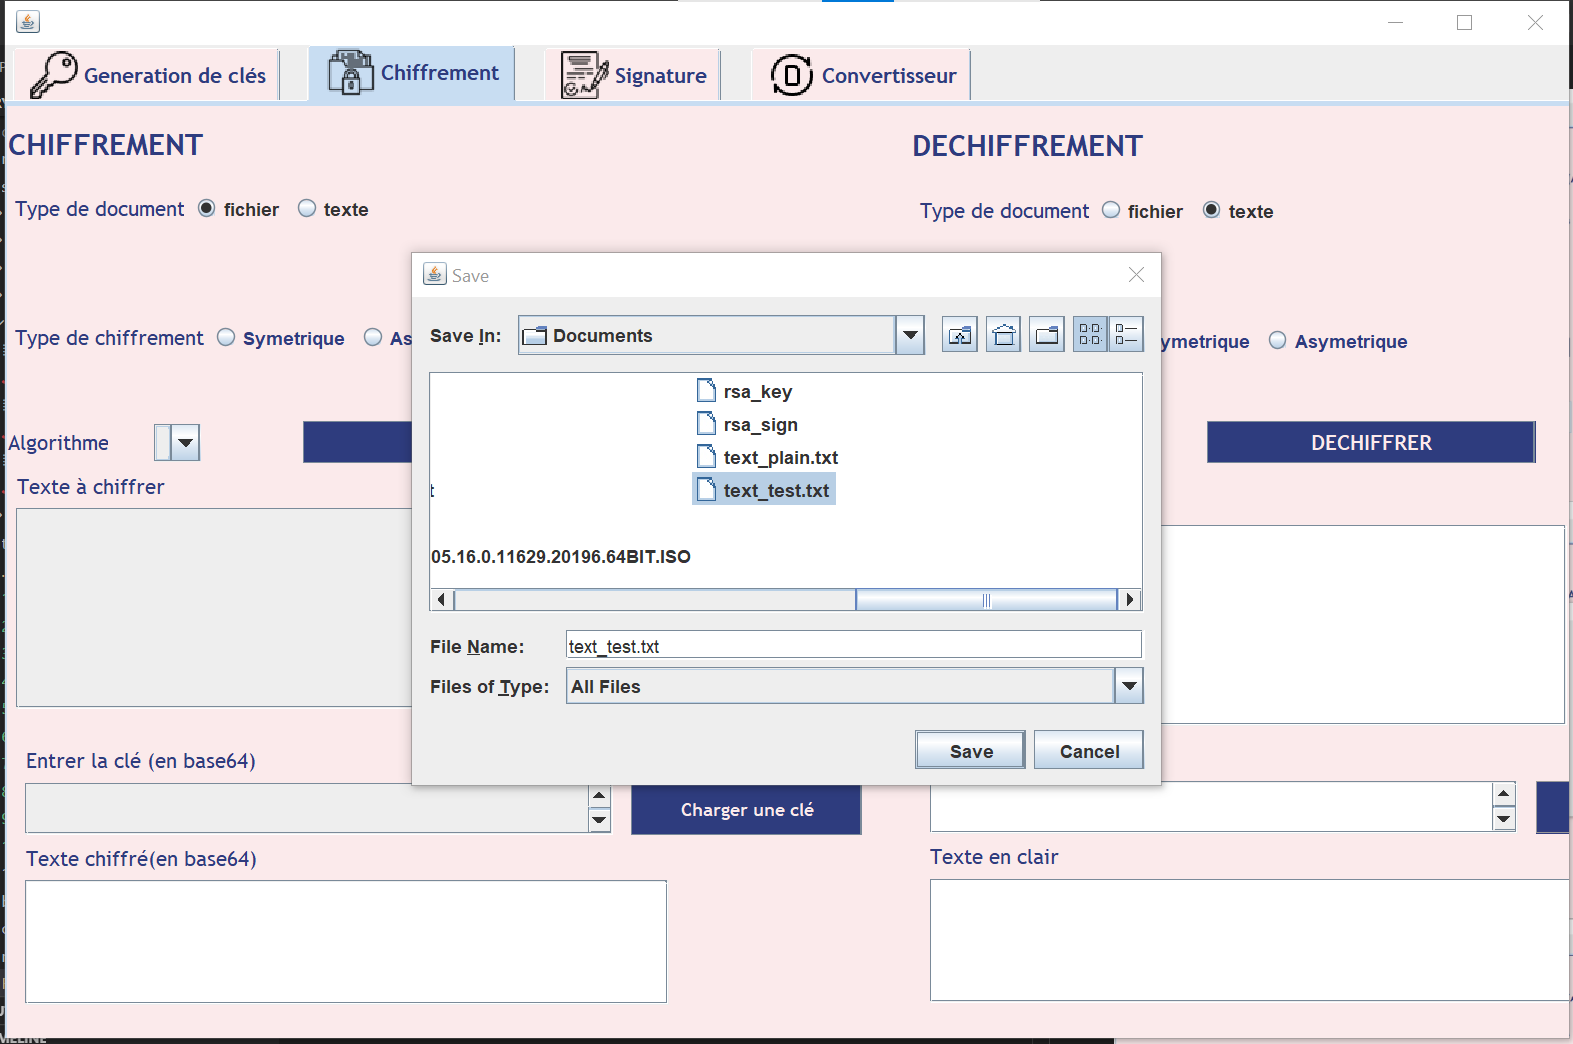 Generation de clés
Chiffrement
Signature
Convertisseur
CHIFFREMENT
DECHIFFREMENT
Type de document fichier texte
Type de document fichier texte
Save
Save In: Documents
Type de chiffrement Symetrique As
ymetrique Asymetrique
rsa_key
rsa_sign
text_plain.txt
t text_test.txt
05.16.0.11629.20196.64BIT.ISO
Algorithme
DECHIFFRER
Texte à chiffrer
File Name: text_test.txt
Files of Type: All Files
Save Cancel
Entrer la clé (en base64)
Charger une clé
Texte chiffré(en base64)
Texte en clair